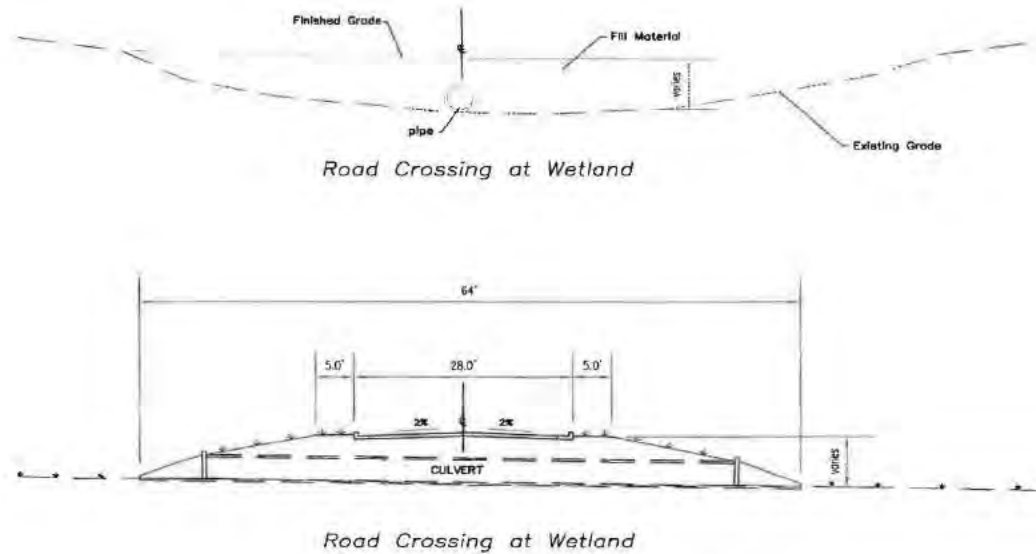 Finished Grade
℄
Fill Material
varies
pipe
Existing Grade
Road Crossing at Wetland
64'
5.0'
28.0'
5.0'
2%
℄
2%
varies
CULVERT
Road Crossing at Wetland